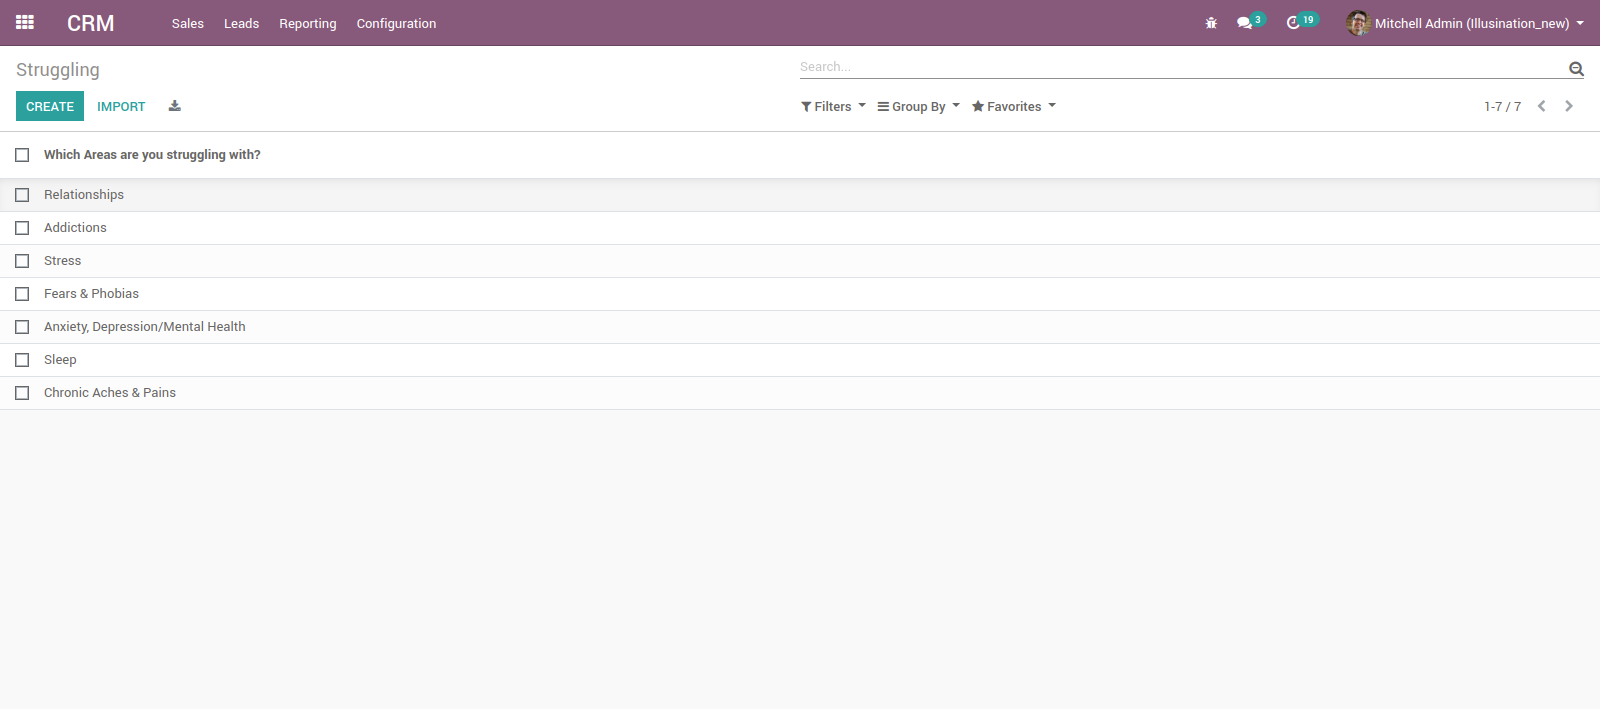 CRM Sales Leads Reporting Configuration 3 19 Mitchell Admin (Illusination_new)
Struggling Search...
CREATE IMPORT Filters Group By Favorites 1-7 / 7
Which Areas are you struggling with?
Relationships
Addictions
Stress
Fears & Phobias
Anxiety, Depression/Mental Health
Sleep
Chronic Aches & Pains